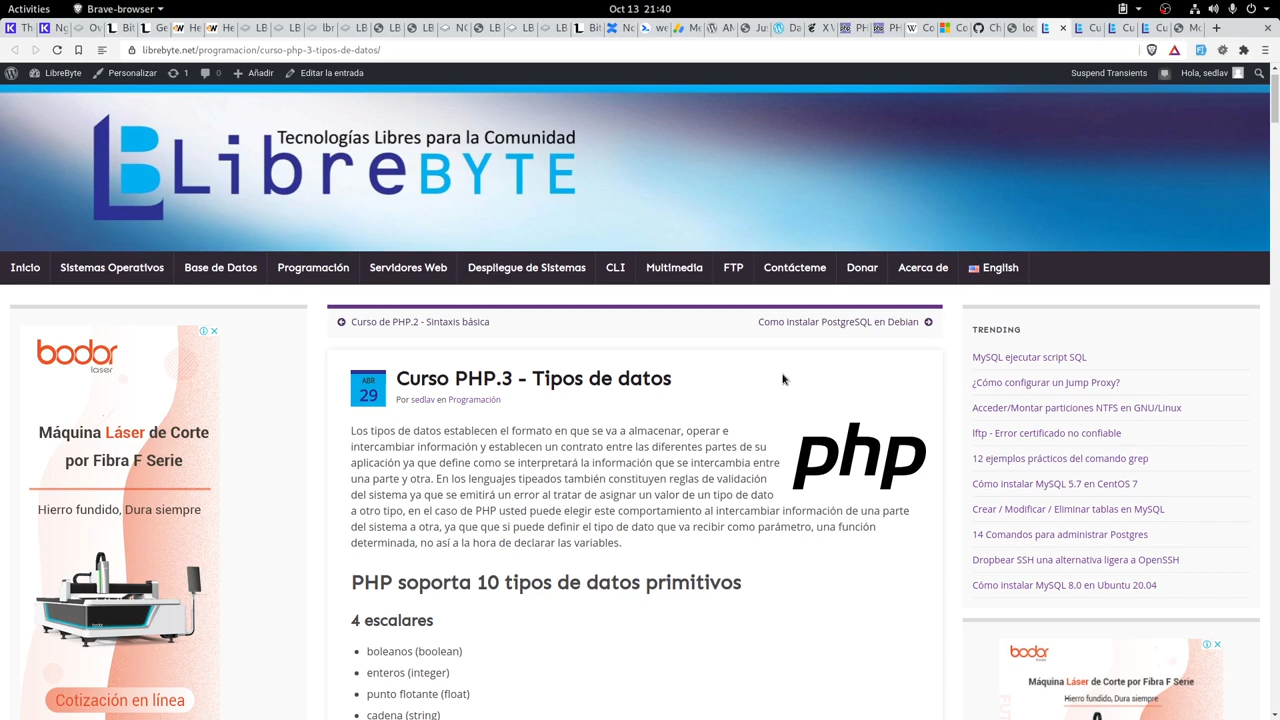 Activities
Brave-browser
Oct 13 21:40
librebyte.net/programacion/curso-php-3-tipos-de-datos/
LibreByte
Personalizar
1
0
Añadir
Editar la entrada
Suspend Transients
Hola, sedlav
Tecnologías Libres para la Comunidad
LibreBYTE
Inicio
Sistemas Operativos
Base de Datos
Programación
Servidores Web
Despliegue de Sistemas
CLI
Multimedia
FTP
Contácteme
Donar
Acerca de
English
bodor
laser
Máquina Láser de Corte
por Fibra F Serie
Hierro fundido, Dura siempre
Cotización en línea
Curso de PHP.2 - Sintaxis básica
Como instalar PostgreSQL en Debian
ABR
29
Curso PHP.3 - Tipos de datos
Por sedlav en Programación
Los tipos de datos establecen el formato en que se va a almacenar, operar e
intercambiar información y establecen un contrato entre las diferentes partes de su
aplicación ya que define como se interpretará la información que se intercambia entre
una parte y otra. En los lenguajes tipeados también constituyen reglas de validación
del sistema ya que se emitirá un error al tratar de asignar un valor de un tipo de dato
a otro tipo, en el caso de PHP usted puede elegir este comportamiento al intercambiar información de una parte
del sistema a otra, ya que que si puede definir el tipo de dato que va recibir como parámetro, una función
determinada, no así a la hora de declarar las variables.
php
PHP soporta 10 tipos de datos primitivos
4 escalares
boleanos (boolean)
enteros (integer)
punto flotante (float)
cadena (string)
TRENDING
MySQL ejecutar script SQL
¿Cómo configurar un Jump Proxy?
Acceder/Montar particiones NTFS en GNU/Linux
lftp - Error certificado no confiable
12 ejemplos prácticos del comando grep
Cómo instalar MySQL 5.7 en CentOS 7
Crear / Modificar / Eliminar tablas en MySQL
14 Comandos para administrar Postgres
Dropbear SSH una alternativa ligera a OpenSSH
Cómo instalar MySQL 8.0 en Ubuntu 20.04
bodor
laser
Máquina Láser de Corte por Fibra F Serie
Hierro fundido, Dura siempre